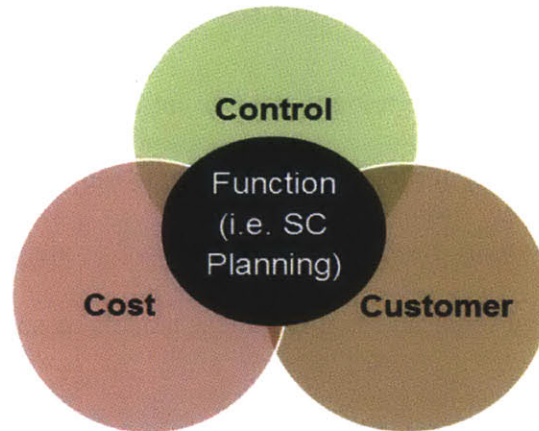 Control
Function
(i.e. SC
Planning)
Cost
Customer